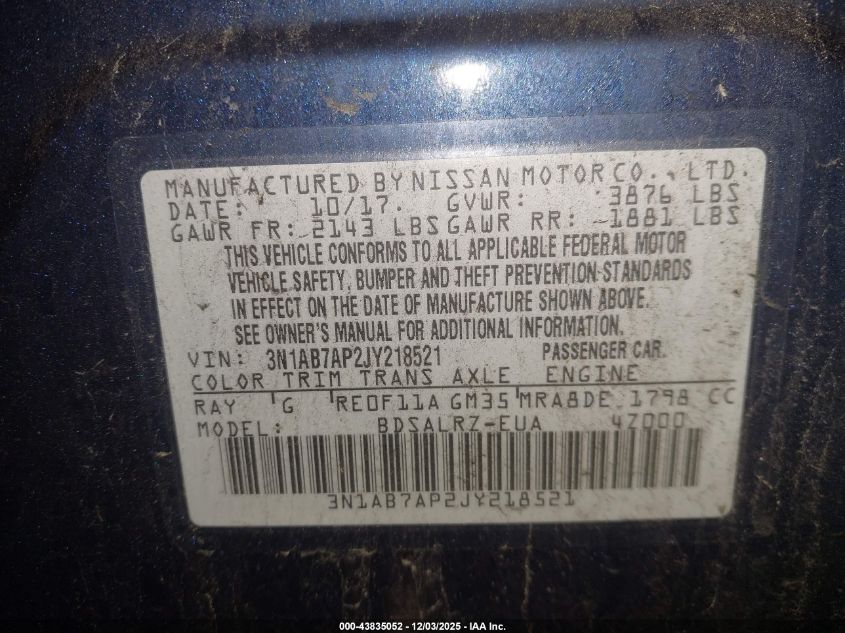 MANUFACTURED BY NISSAN MOTOR CO., LTD.
DATE: 10/17. GVWR: 3876 LBS
GAWR FR: 2143 LBS GAWR RR: 1881 LBS
THIS VEHICLE CONFORMS TO ALL APPLICABLE FEDERAL MOTOR
VEHICLE SAFETY, BUMPER AND THEFT PREVENTION STANDARDS
IN EFFECT ON THE DATE OF MANUFACTURE SHOWN ABOVE.
SEE OWNER'S MANUAL FOR ADDITIONAL INFORMATION.
VIN: 3N1AB7AP2JY218521 PASSENGER CAR.
COLOR TRIM TRANS AXLE ENGINE
RAY G RE0F11A GM35 MRA8DE 1798 CC
MODEL: BDSALRZ-EUA 4Z000
3N1AB7AP2JY218521
000-43835052 - 12/03/2025 - IAA Inc.